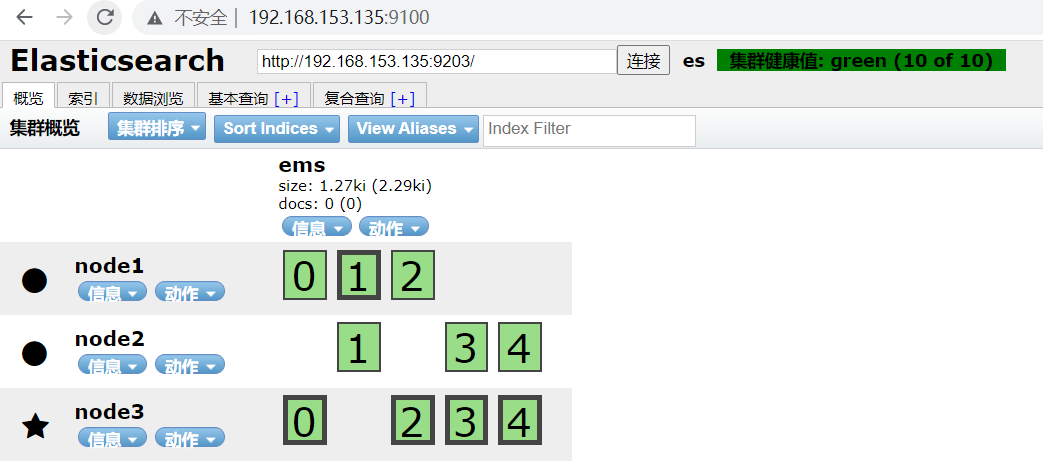 不安全 | 192.168.153.135:9100
Elasticsearch http://192.168.153.135:9203/ 连接 es 集群健康值: green (10 of 10)
概览 索引 数据浏览 基本查询 [+] 复合查询 [+]
集群概览 集群排序 Sort Indices View Aliases Index Filter
ems
size: 1.27ki (2.29ki)
docs: 0 (0)
信息 动作
node1 0 1 2
信息 动作
node2 1 3 4
信息 动作
node3 0 2 3 4
信息 动作